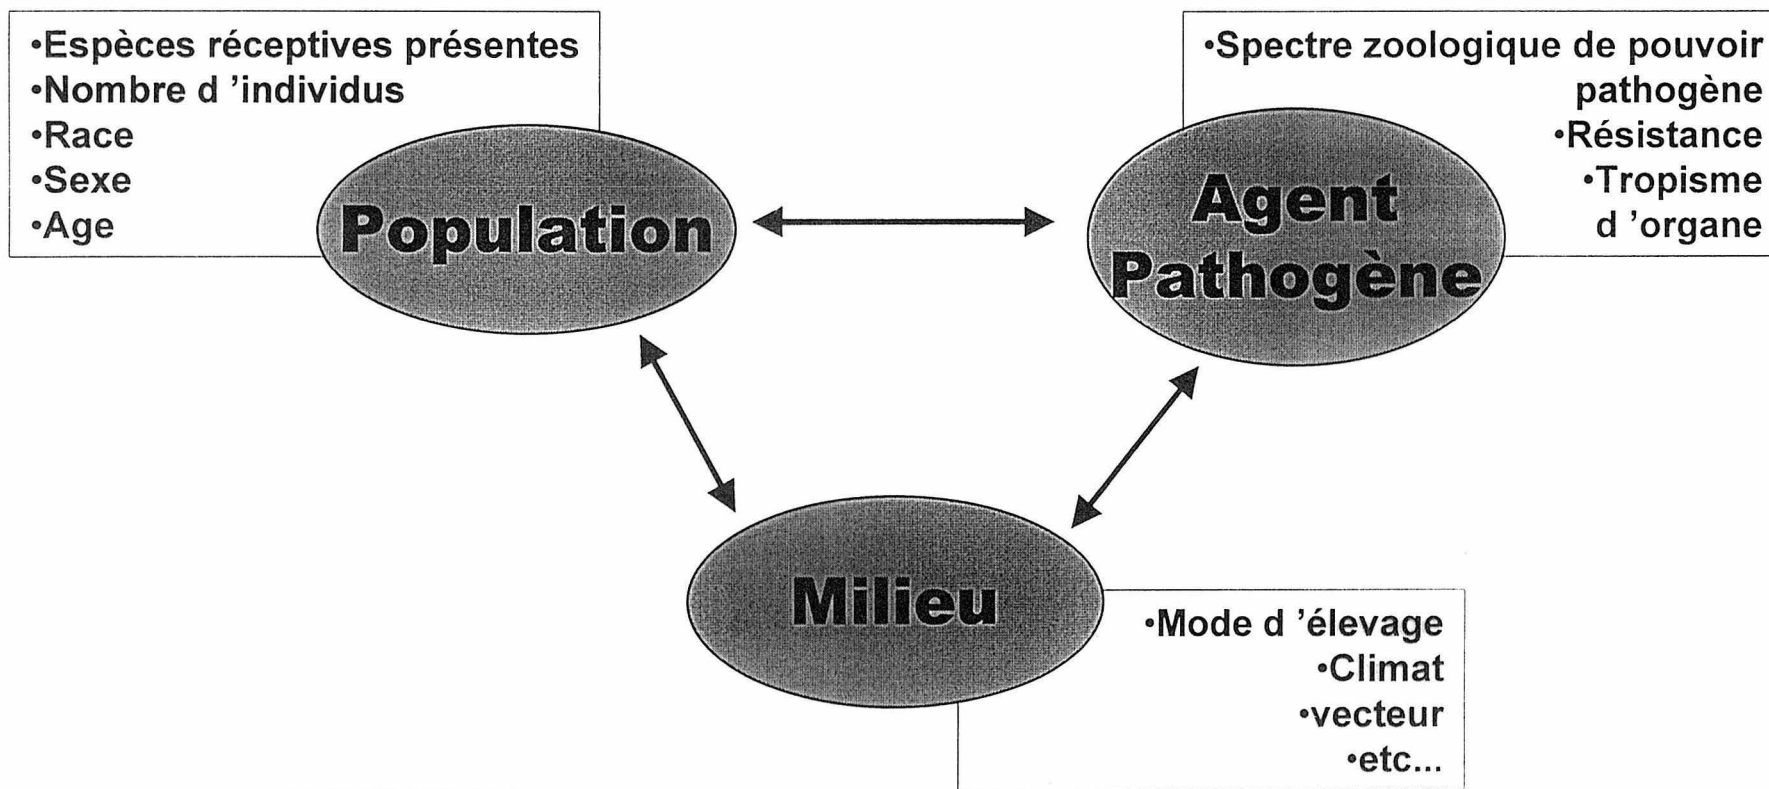 •Espèces réceptives présentes
•Nombre d 'individus
•Race
•Sexe
•Age
Population
•Spectre zoologique de pouvoir
pathogène
•Résistance
•Tropisme
d 'organe
Agent
Pathogène
Milieu
•Mode d 'élevage
•Climat
•vecteur
•etc...